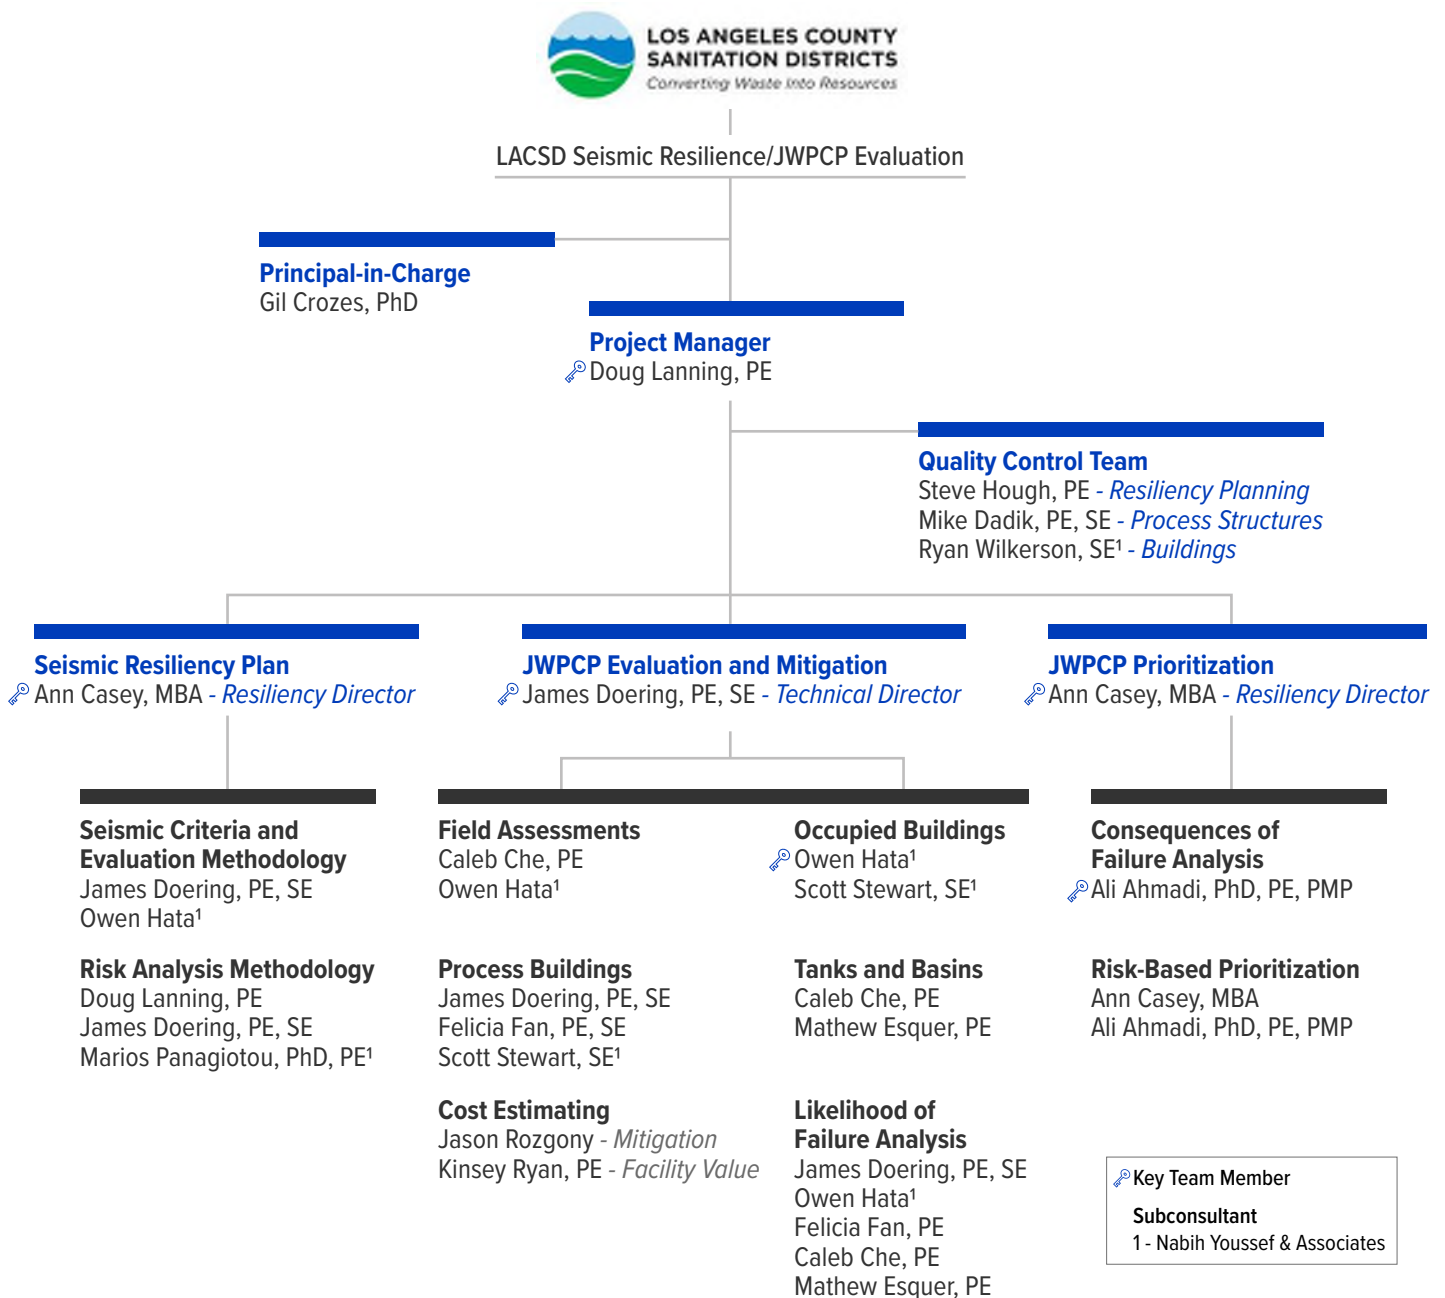 LOS ANGELES COUNTY
SANITATION DISTRICTS
Converting Waste Into Resources
LACSD Seismic Resilience/JWPCP Evaluation
Principal-in-Charge
Gil Crozes, PhD
Project Manager
Doug Lanning, PE
Quality Control Team
Steve Hough, PE - Resiliency Planning
Mike Dadik, PE, SE - Process Structures
Ryan Wilkerson, SE¹ - Buildings
Seismic Resiliency Plan
Ann Casey, MBA - Resiliency Director
JWPCP Evaluation and Mitigation
James Doering, PE, SE - Technical Director
JWPCP Prioritization
Ann Casey, MBA - Resiliency Director
Seismic Criteria and
Evaluation Methodology
James Doering, PE, SE
Owen Hata¹
Risk Analysis Methodology
Doug Lanning, PE
James Doering, PE, SE
Marios Panagiotou, PhD, PE¹
Field Assessments
Caleb Che, PE
Owen Hata¹
Process Buildings
James Doering, PE, SE
Felicia Fan, PE, SE
Scott Stewart, SE¹
Cost Estimating
Jason Rozgony - Mitigation
Kinsey Ryan, PE - Facility Value
Occupied Buildings
Owen Hata¹
Scott Stewart, SE¹
Tanks and Basins
Caleb Che, PE
Mathew Esquer, PE
Likelihood of
Failure Analysis
James Doering, PE, SE
Owen Hata¹
Felicia Fan, PE
Caleb Che, PE
Mathew Esquer, PE
Consequences of
Failure Analysis
Ali Ahmadi, PhD, PE, PMP
Risk-Based Prioritization
Ann Casey, MBA
Ali Ahmadi, PhD, PE, PMP
Key Team Member
Subconsultant
1 - Nabih Youssef & Associates